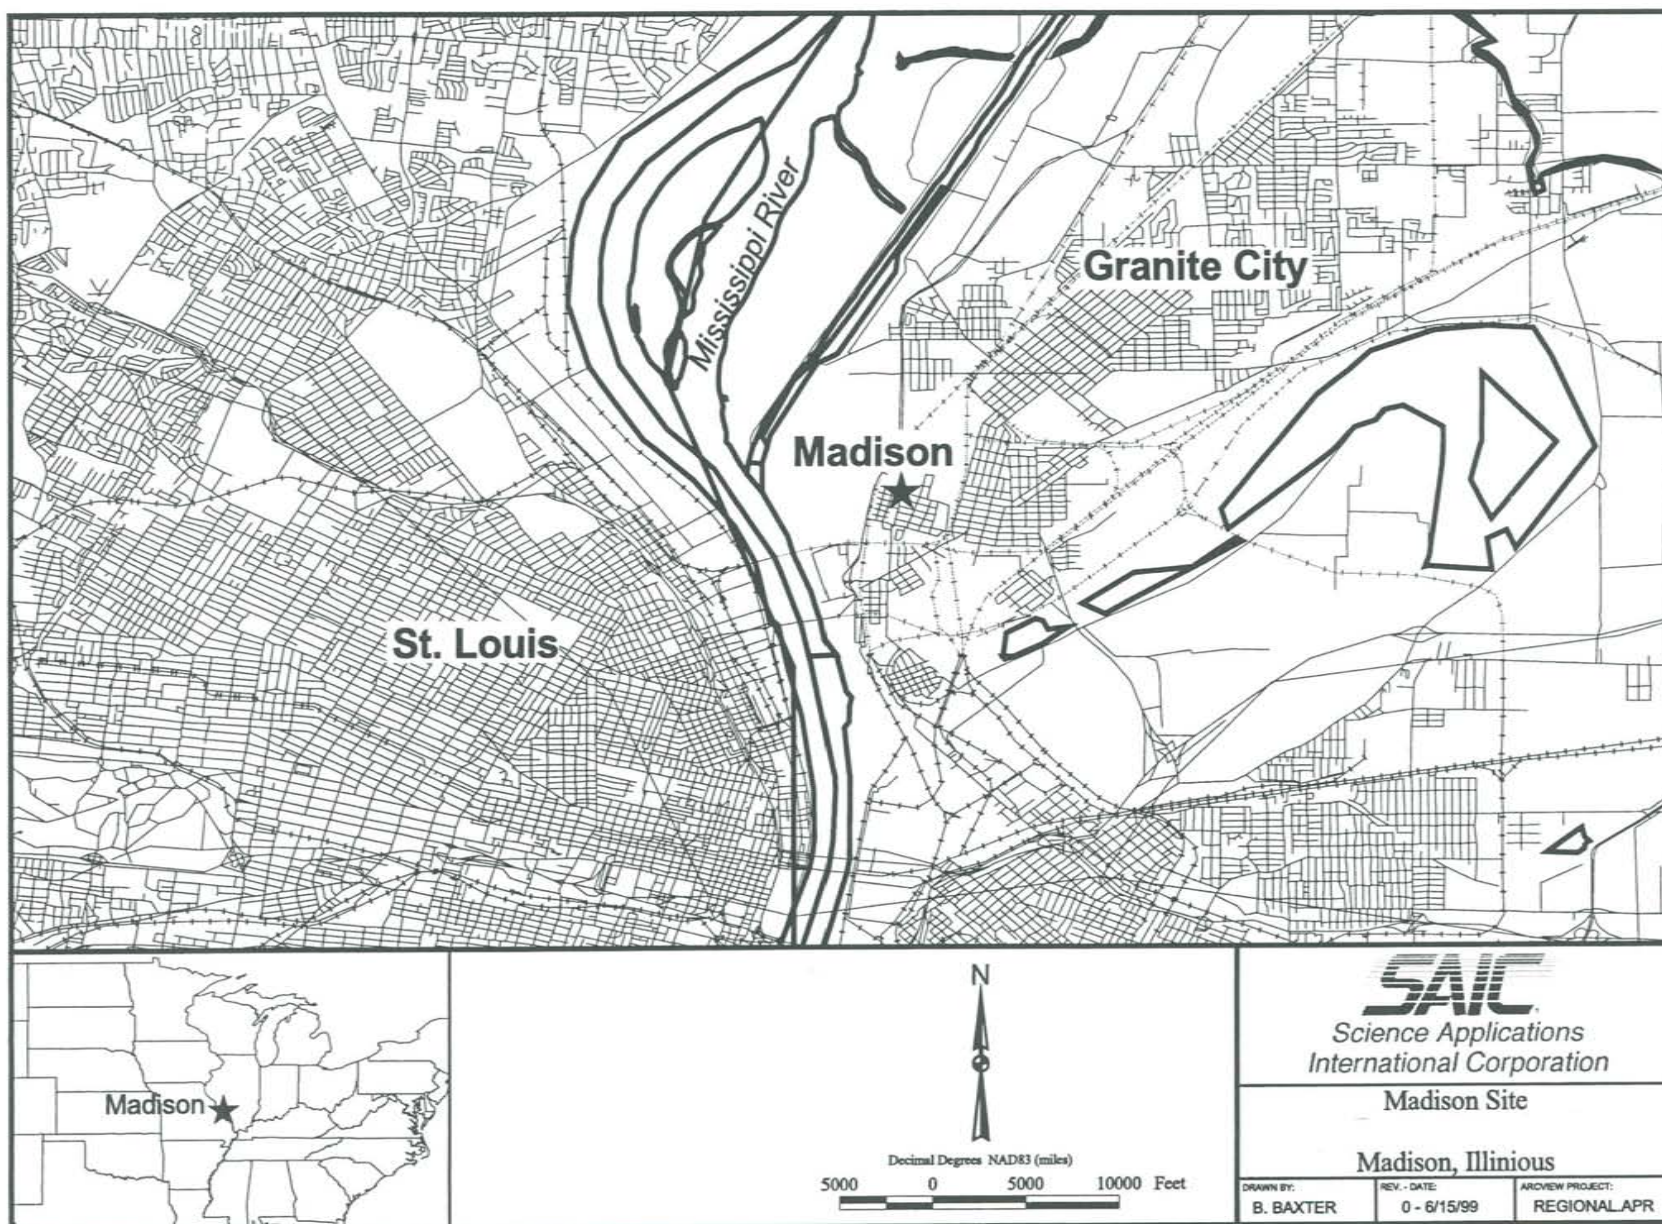 Mississippi River
Granite City
Madison
St. Louis
Madison
N
Decimal Degrees NAD83 (miles)
5000 0 5000 10000 Feet
SAIC
Science Applications
International Corporation
Madison Site
Madison, Illinious
DRAWN BY:
B. BAXTER
REV. - DATE:
0 - 6/15/99
ARCVIEW PROJECT:
REGIONAL.APR